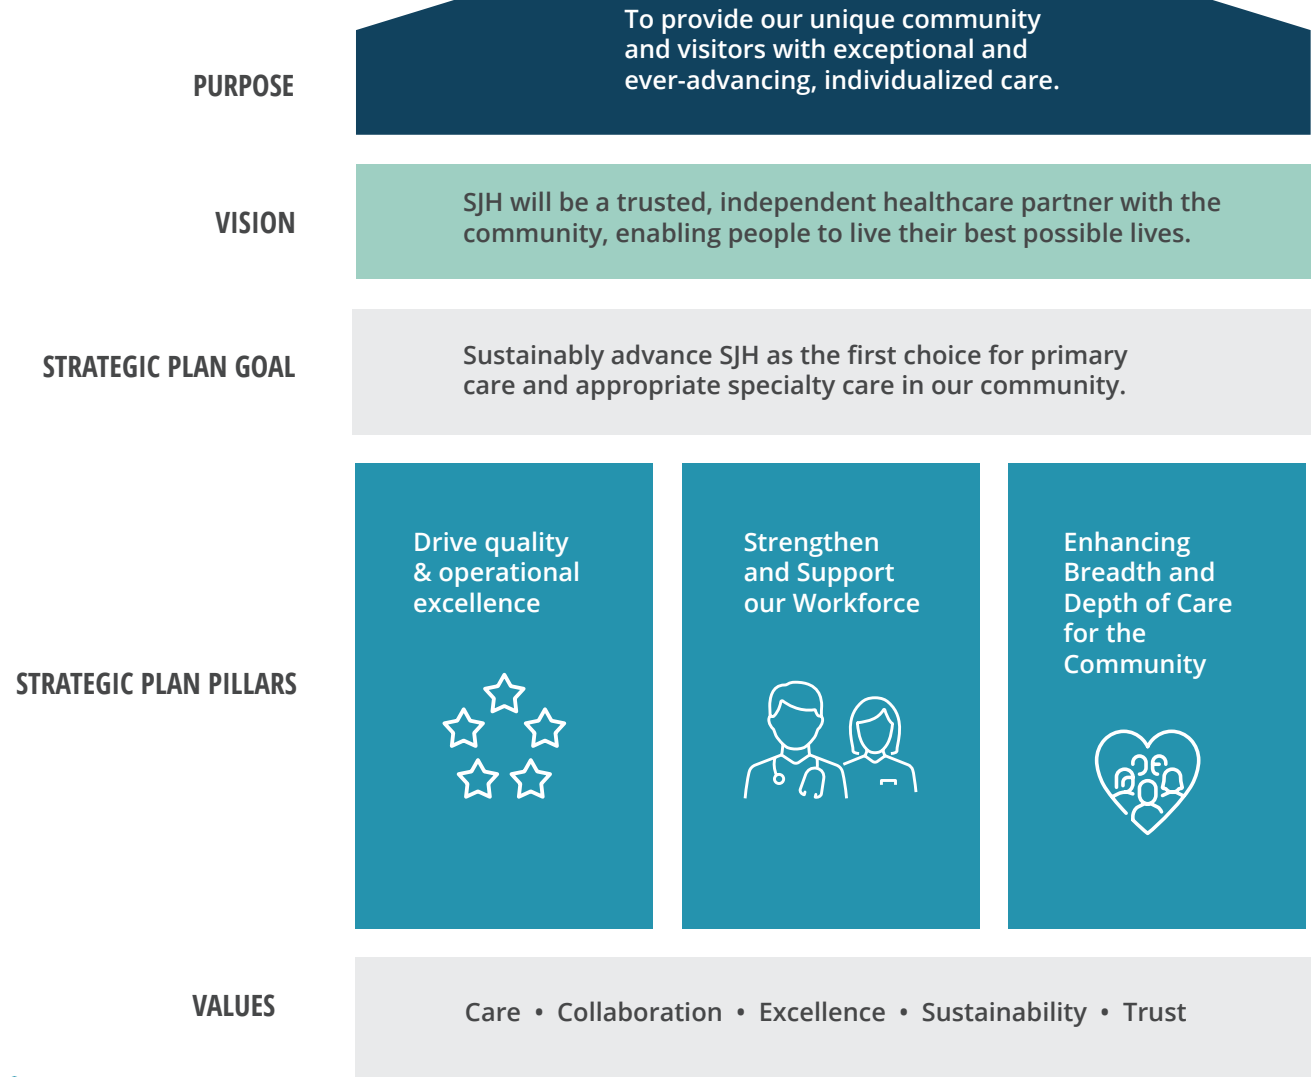 PURPOSE
To provide our unique community
and visitors with exceptional and
ever-advancing, individualized care.
VISION
SJH will be a trusted, independent healthcare partner with the
community, enabling people to live their best possible lives.
STRATEGIC PLAN GOAL
Sustainably advance SJH as the first choice for primary
care and appropriate specialty care in our community.
STRATEGIC PLAN PILLARS
Drive quality
& operational
excellence
Strengthen
and Support
our Workforce
Enhancing
Breadth and
Depth of Care
for the
Community
VALUES
Care • Collaboration • Excellence • Sustainability • Trust